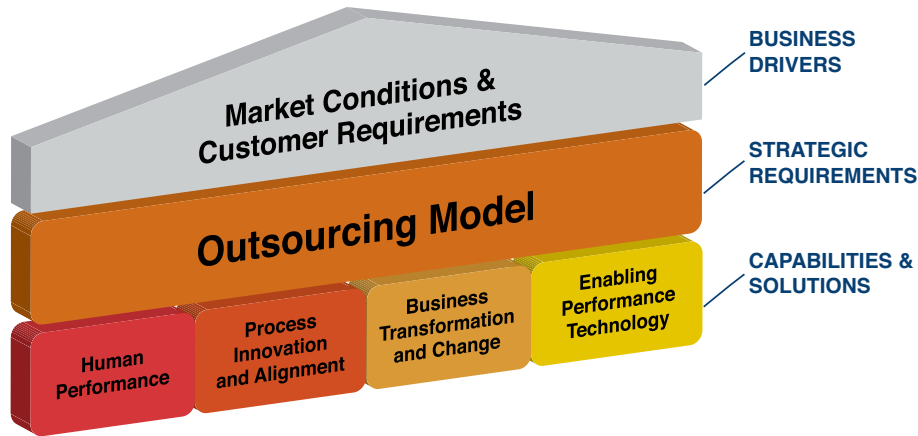 Market Conditions &
Customer Requirements
BUSINESS
DRIVERS
Outsourcing Model
STRATEGIC
REQUIREMENTS
Human
Performance
Process
Innovation
and Alignment
Business
Transformation
and Change
Enabling
Performance
Technology
CAPABILITIES &
SOLUTIONS